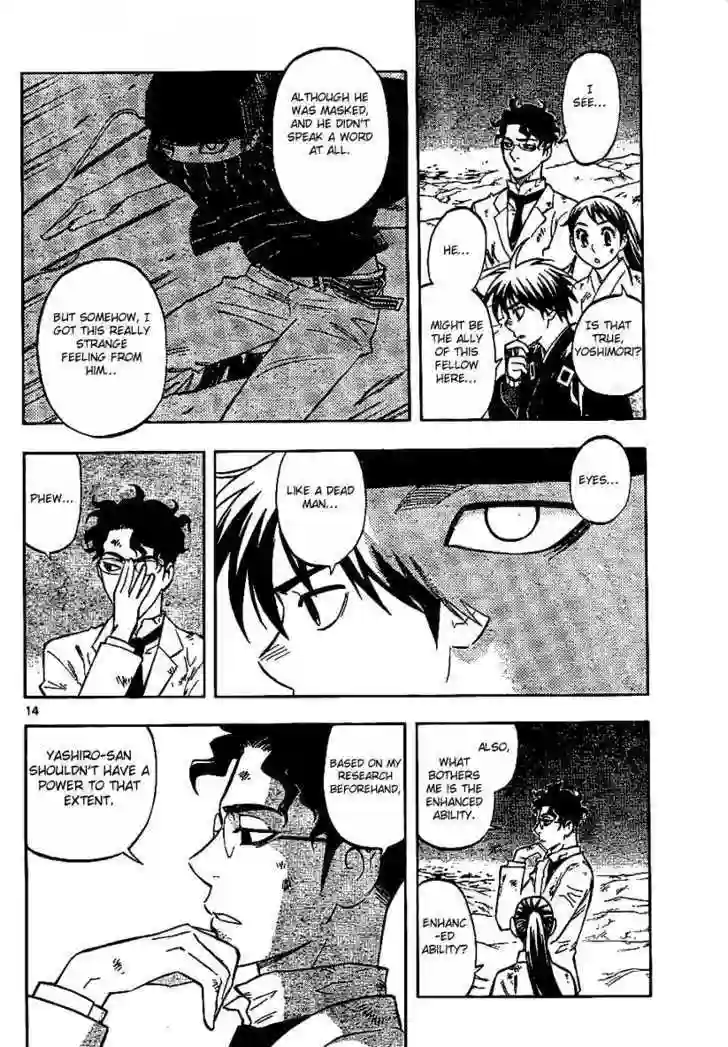 I
SEE...
HE...
MIGHT BE
THE ALLY
OF THIS
FELLOW
HERE...
IS THAT
TRUE,
YOSHIMORI?
ALTHOUGH HE
WAS MASKED,
AND HE DIDN'T
SPEAK A WORD
AT ALL.
BUT SOMEHOW, I
GOT THIS REALLY
STRANGE
FEELING FROM
HIM...
EYES...
LIKE A DEAD
MAN...
PHEW...
14
ALSO,
WHAT
BOTHERS
ME IS THE
ENHANCED
ABILITY.
ENHANC
-ED
ABILITY?
BASED ON MY
RESEARCH
BEFOREHAND,
YASHIRO-SAN
SHOULDN'T HAVE A
POWER TO THAT
EXTENT.